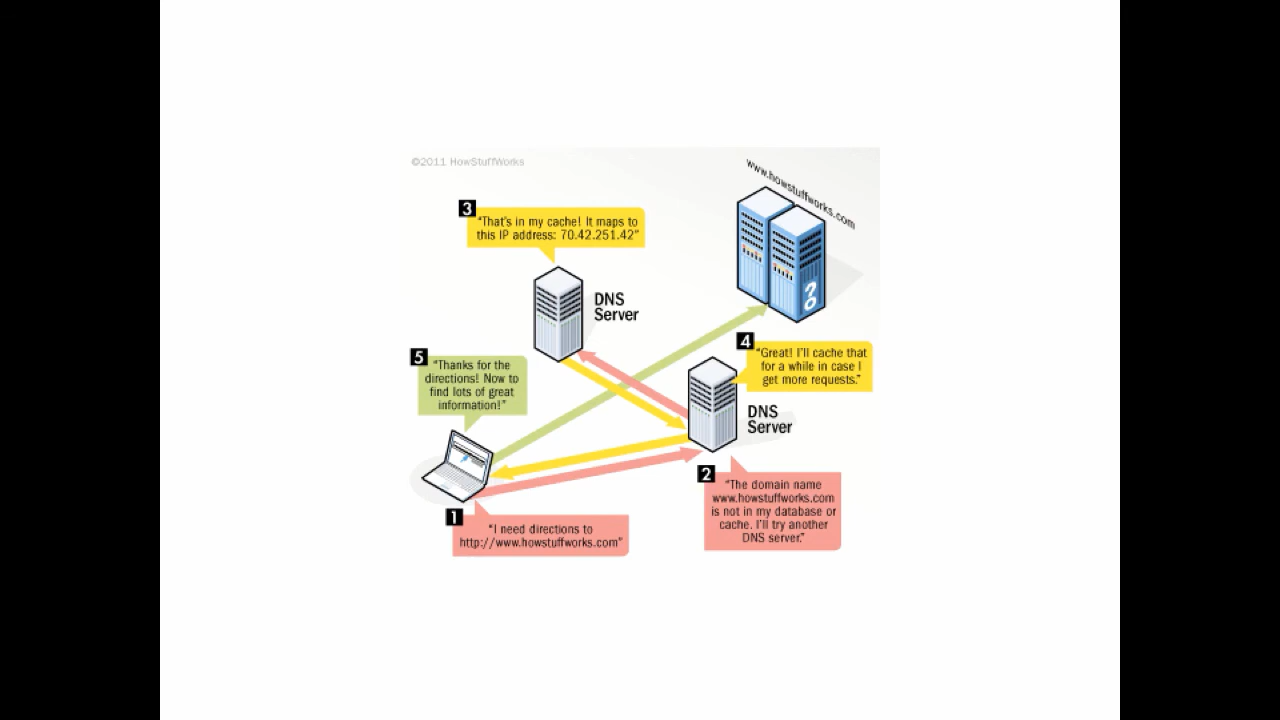 ©2011 HowStuffWorks
www.howstuffworks.com
3
"That's in my cache! It maps to
this IP address: 70.42.251.42"
DNS
Server
?
4
"Great! I'll cache that
for a while in case I
get more requests."
5
"Thanks for the
directions! Now to
find lots of great
information!"
DNS
Server
2
"The domain name
www.howstuffworks.com
is not in my database or
cache. I'll try another
DNS server."
1
"I need directions to
http://www.howstuffworks.com"